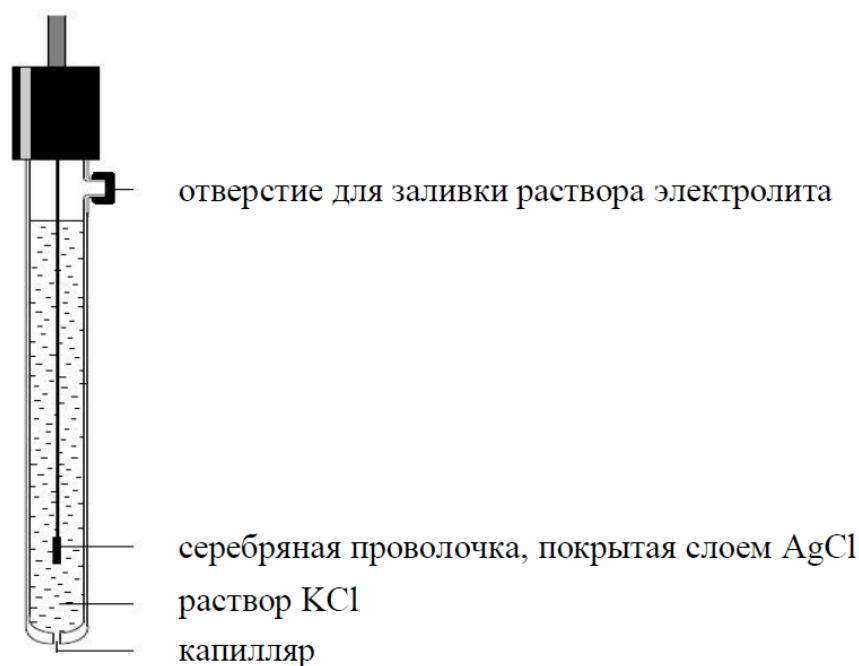 отверстие для заливки раствора электролита
серебряная проволочка, покрытая слоем AgCl
раствор KCl
капилляр